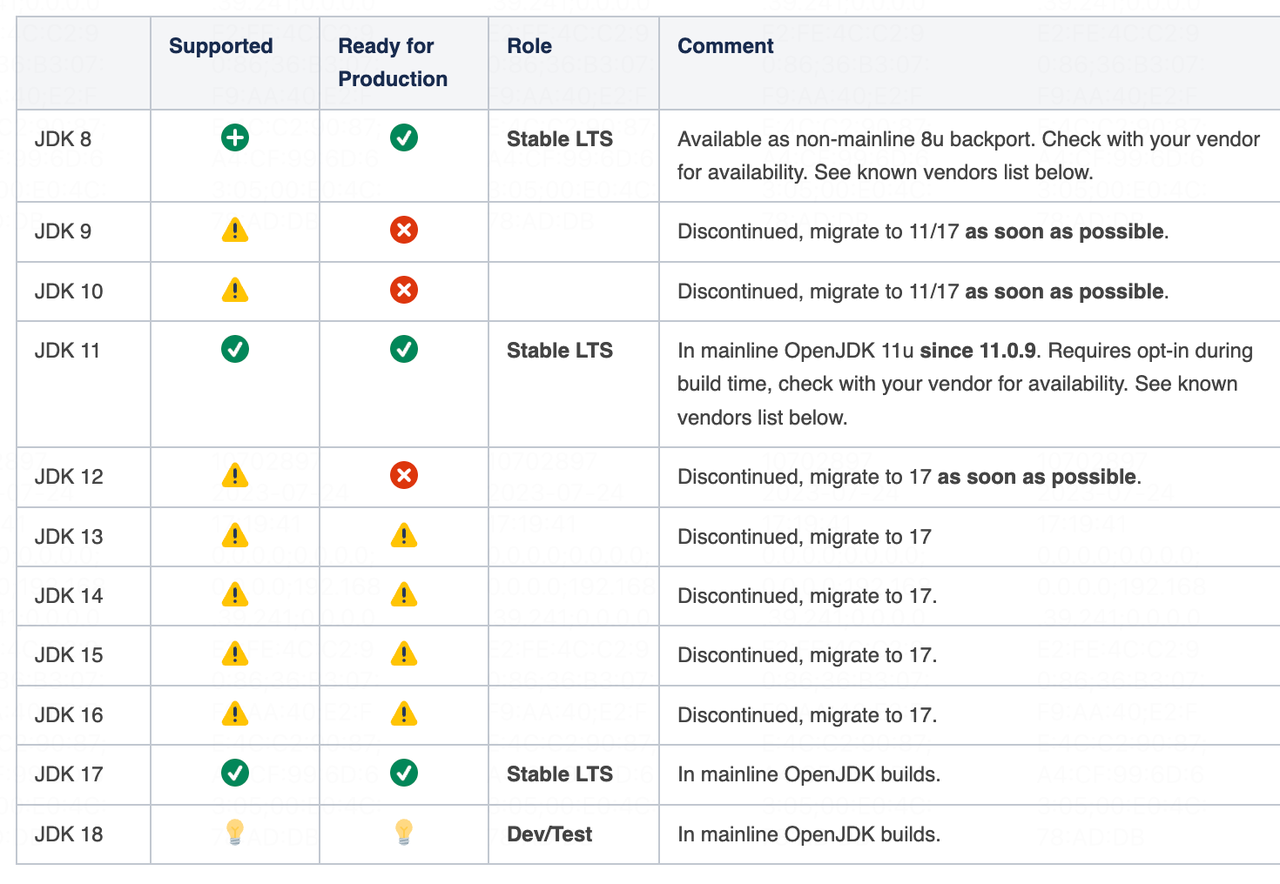 Supported Ready for Production Role Comment
JDK 8 Stable LTS Available as non-mainline 8u backport. Check with your vendor
for availability. See known vendors list below.
JDK 9 Discontinued, migrate to 11/17 as soon as possible.
JDK 10 Discontinued, migrate to 11/17 as soon as possible.
JDK 11 Stable LTS In mainline OpenJDK 11u since 11.0.9. Requires opt-in during
build time, check with your vendor for availability. See known
vendors list below.
JDK 12 Discontinued, migrate to 17 as soon as possible.
JDK 13 Discontinued, migrate to 17
JDK 14 Discontinued, migrate to 17.
JDK 15 Discontinued, migrate to 17.
JDK 16 Discontinued, migrate to 17.
JDK 17 Stable LTS In mainline OpenJDK builds.
JDK 18 Dev/Test In mainline OpenJDK builds.